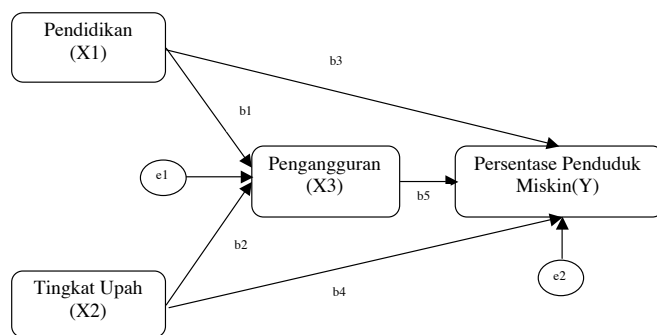 Pendidikan
(X1)
b3
b1
e1
Pengangguran
(X3)
b5
Persentase Penduduk
Miskin(Y)
b2
Tingkat Upah
(X2)
b4
e2